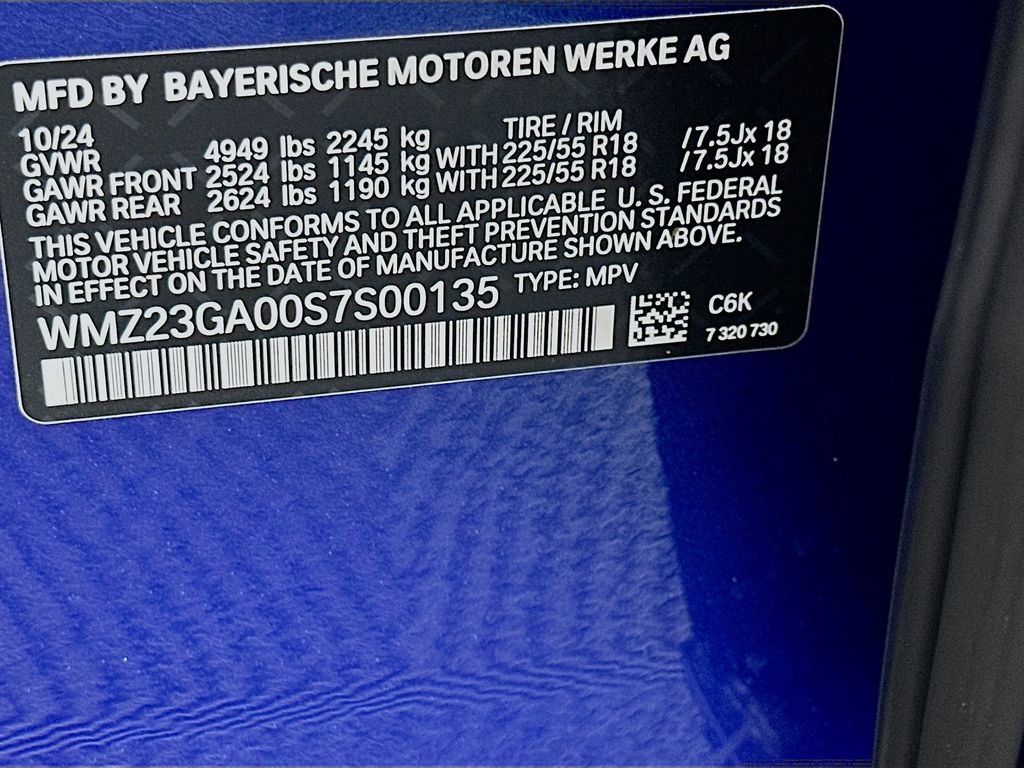 MFD BY BAYERISCHE MOTOREN WERKE AG
10/24 TIRE / RIM
GVWR 4949 lbs 2245 kg
GAWR FRONT 2524 lbs 1145 kg WITH 225/55 R18 /7.5Jx 18
GAWR REAR 2624 lbs 1190 kg WITH 225/55 R18 /7.5Jx 18
THIS VEHICLE CONFORMS TO ALL APPLICABLE U. S. FEDERAL
MOTOR VEHICLE SAFETY AND THEFT PREVENTION STANDARDS
IN EFFECT ON THE DATE OF MANUFACTURE SHOWN ABOVE.
WMZ23GA00S7S00135 TYPE: MPV
C6K
7 320 730